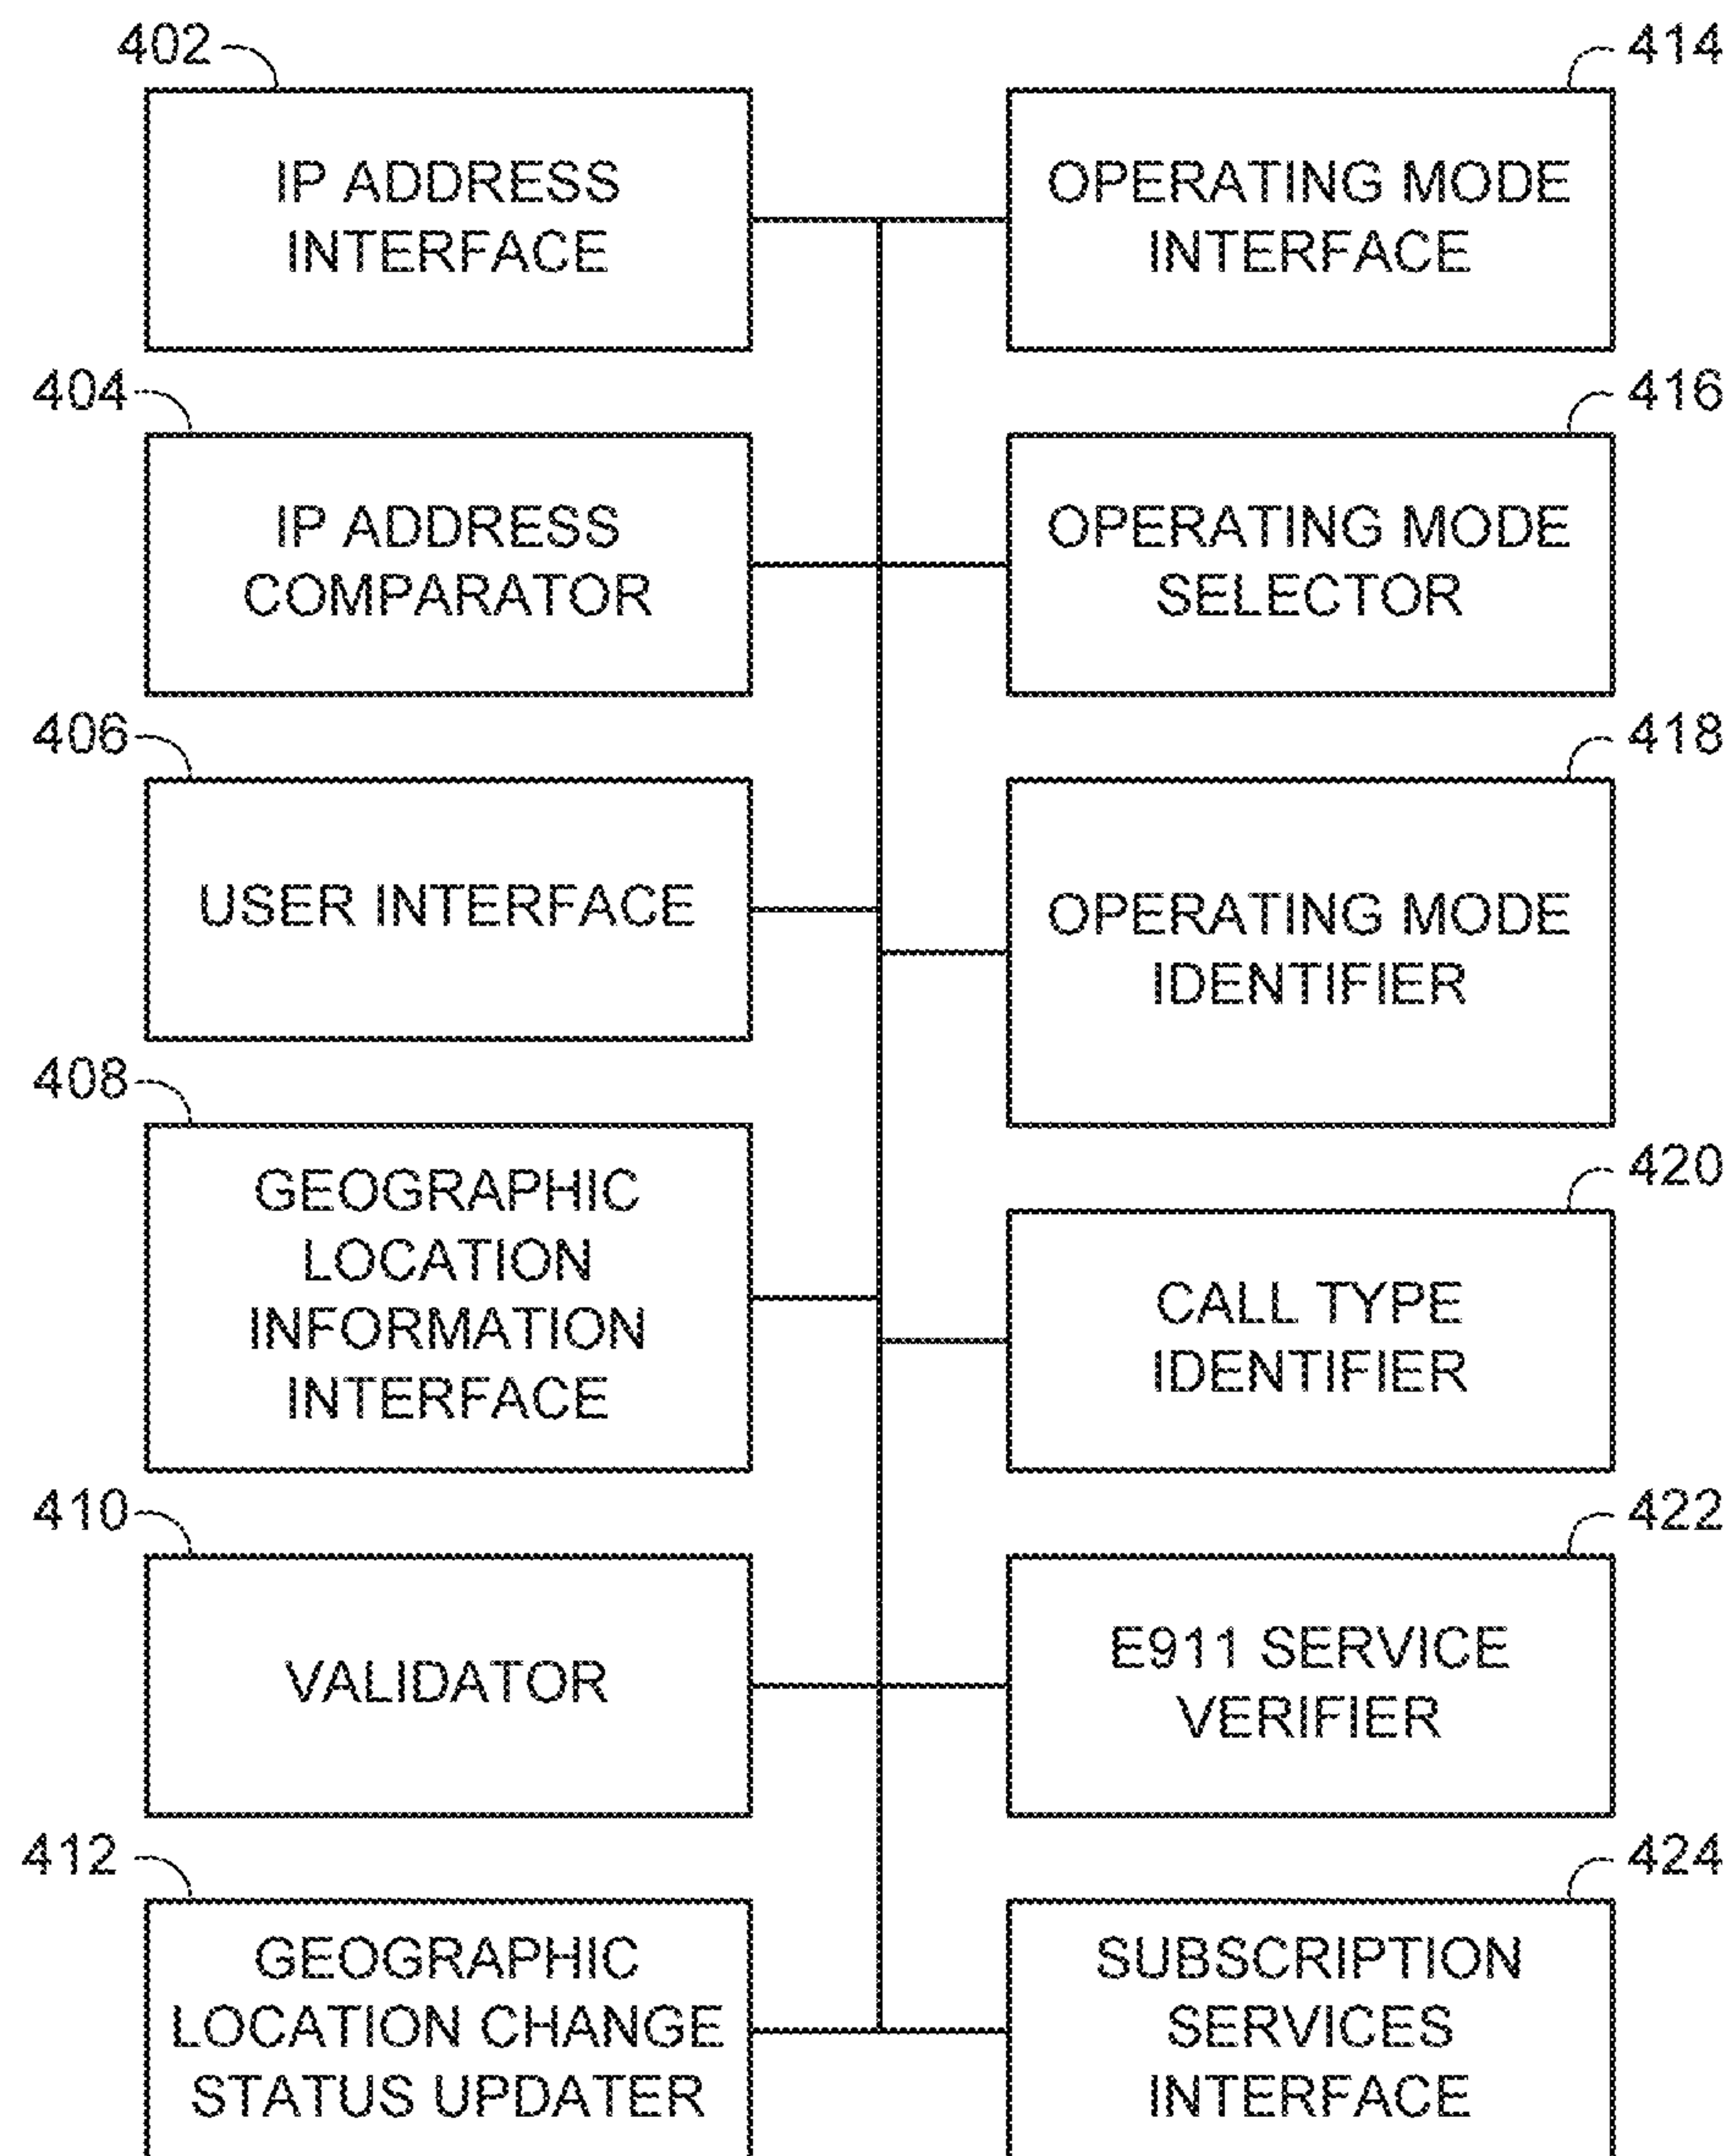 402
IP ADDRESS
INTERFACE
404
IP ADDRESS
COMPARATOR
406
USER INTERFACE
408
GEOGRAPHIC
LOCATION
INFORMATION
INTERFACE
410
VALIDATOR
412
GEOGRAPHIC
LOCATION CHANGE
STATUS UPDATER
414
OPERATING MODE
INTERFACE
416
OPERATING MODE
SELECTOR
418
OPERATING MODE
IDENTIFIER
420
CALL TYPE
IDENTIFIER
422
E911 SERVICE
VERIFIER
424
SUBSCRIPTION
SERVICES
INTERFACE